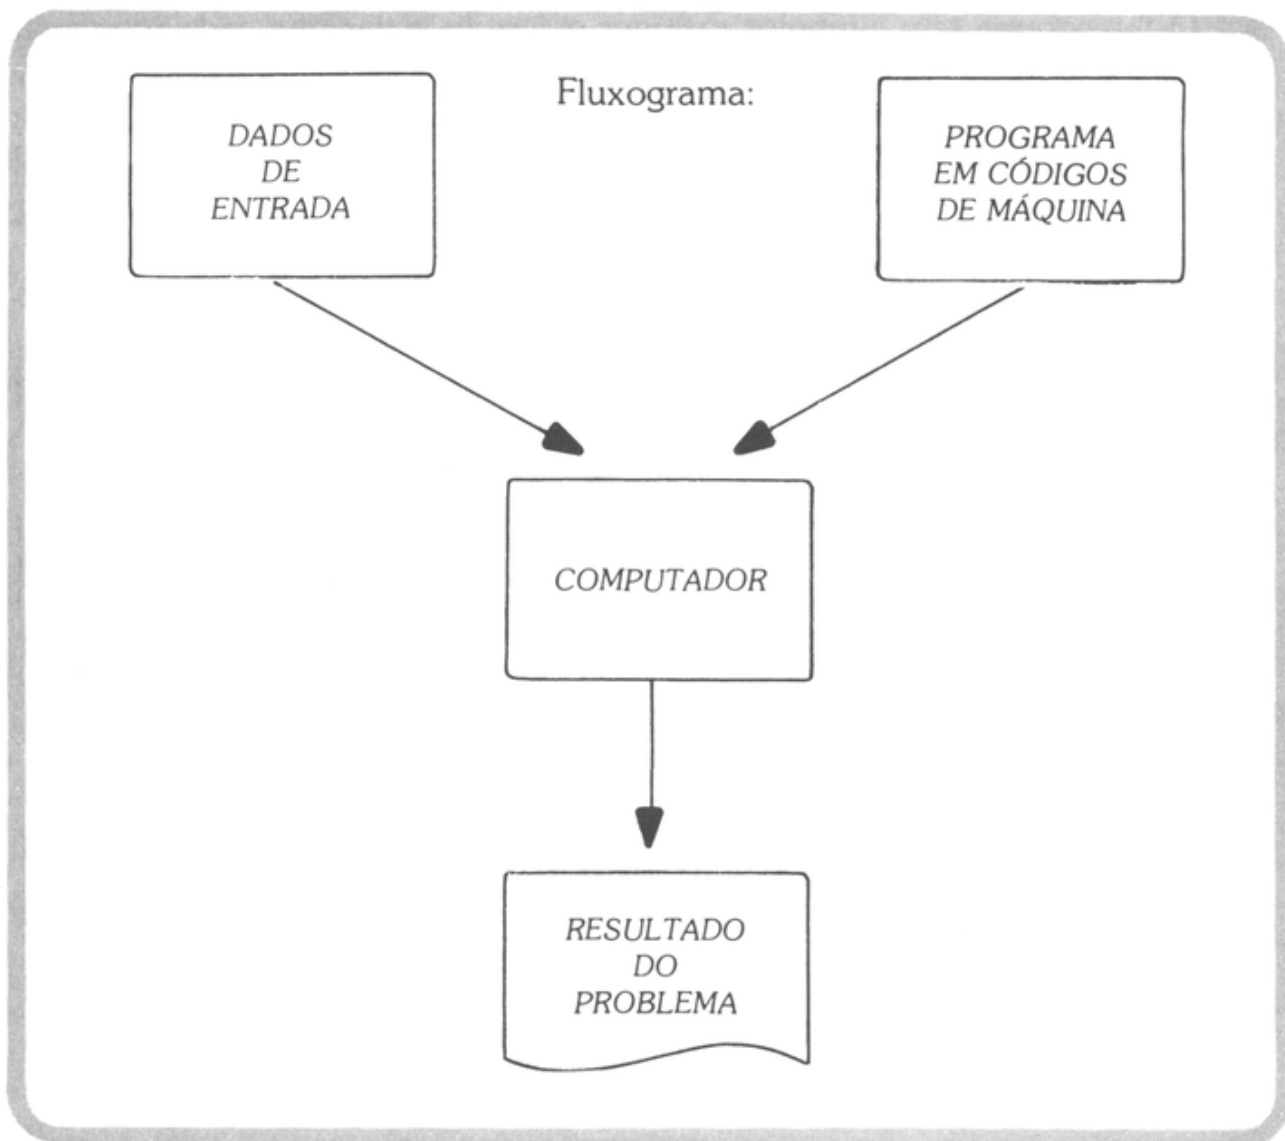 Fluxograma:
DADOS
DE
ENTRADA
PROGRAMA
EM CÓDIGOS
DE MÁQUINA
COMPUTADOR
RESULTADO
DO
PROBLEMA